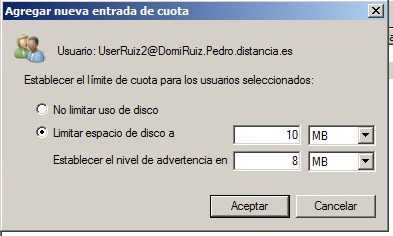 Agregar nueva entrada de cuota
Usuario: UserRuiz2@DomiRuiz.Pedro.distancia.es
Establecer el límite de cuota para los usuarios seleccionados:
No limitar uso de disco
Limitar espacio de disco a 10 MB
Establecer el nivel de advertencia en 8 MB
Aceptar Cancelar